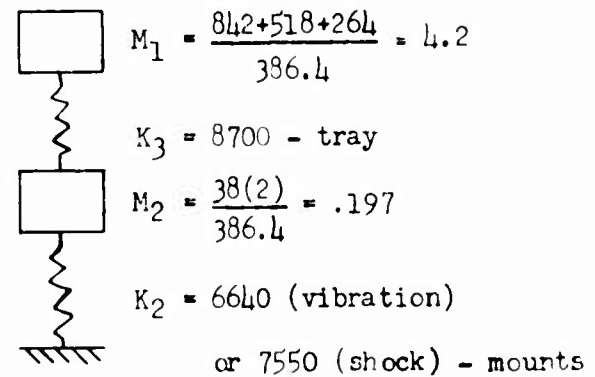 M1 = 842+518+264 / 386.4 = 4.2
K3 = 8700 - tray
M2 = 38(2) / 386.4 = .197
K2 = 6640 (vibration)
or 7550 (shock) - mounts